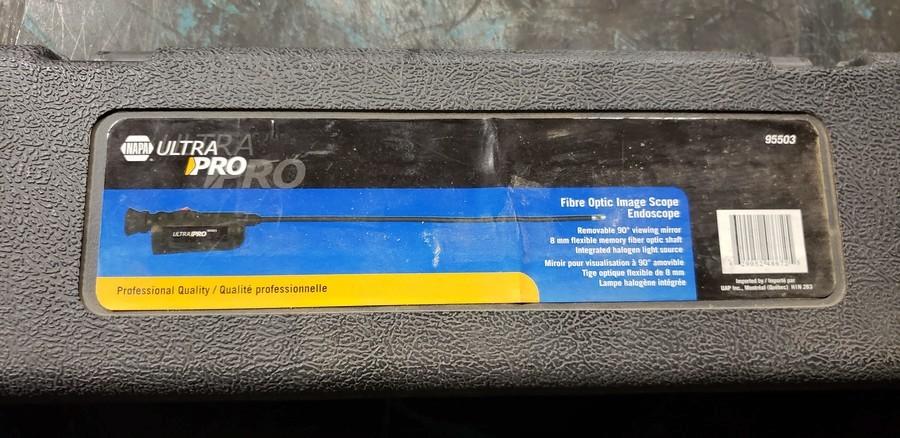 NAPA ULTRA
PRO
95503
ULTRA PRO
Fibre Optic Image Scope
Endoscope
Removable 90° viewing mirror
8 mm flexible memory fiber optic shaft
Integrated halogen light source
Miroir pour visualisation à 90° amovible
Tige optique flexible de 8 mm
Lampe halogène intégrée
Professional Quality / Qualité professionnelle
Imported by / Importé par
UAP Inc., Montréal (Québec) H1N 2B3